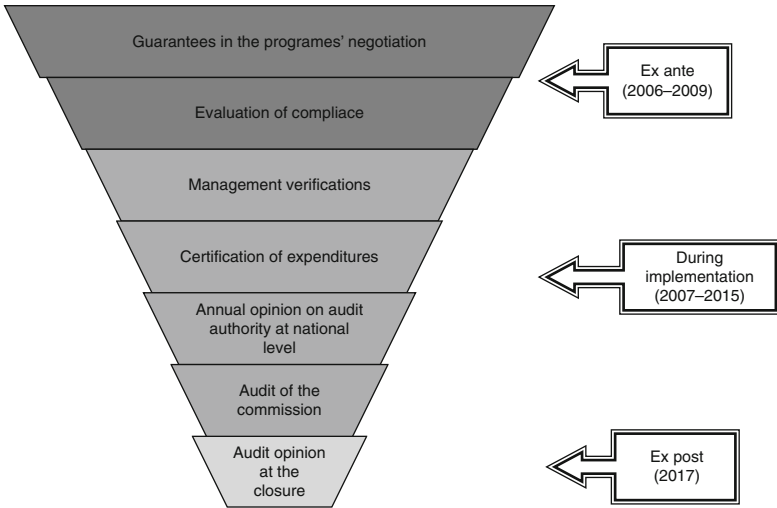 Guarantees in the programes' negotiation
Evaluation of compliace
Management verifications
Certification of expenditures
Annual opinion on audit
authority at national
level
Audit of the
commission
Audit opinion
at the
closure
Ex ante
(2006–2009)
During
implementation
(2007–2015)
Ex post
(2017)